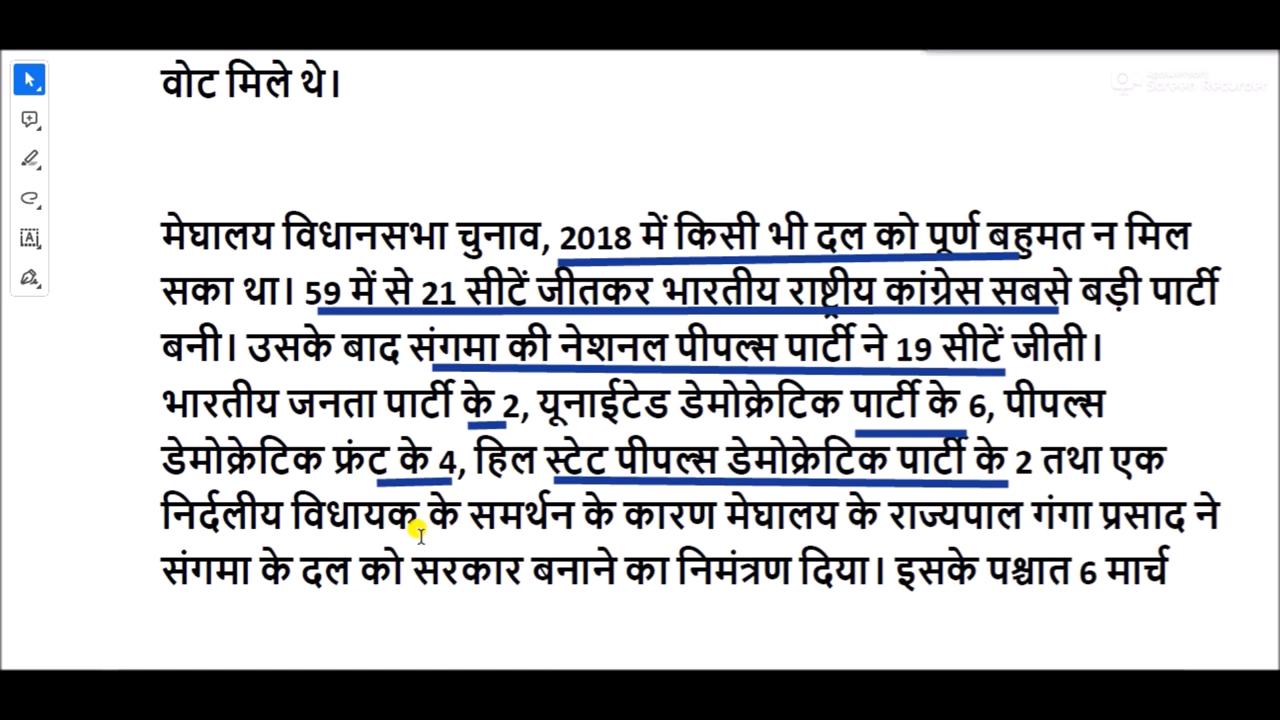 Screen Recorder
वोट मिले थे।
मेघालय विधानसभा चुनाव, 2018 में किसी भी दल को पूर्ण बहुमत न मिल
सका था। 59 में से 21 सीटें जीतकर भारतीय राष्ट्रीय कांग्रेस सबसे बड़ी पार्टी
बनी। उसके बाद संगमा की नेशनल पीपल्स पार्टी ने 19 सीटें जीती।
भारतीय जनता पार्टी के 2, यूनाईटेड डेमोक्रेटिक पार्टी के 6, पीपल्स
डेमोक्रेटिक फ्रंट के 4, हिल स्टेट पीपल्स डेमोक्रेटिक पार्टी के 2 तथा एक
निर्दलीय विधायक के समर्थन के कारण मेघालय के राज्यपाल गंगा प्रसाद ने
संगमा के दल को सरकार बनाने का निमंत्रण दिया। इसके पश्चात 6 मार्च